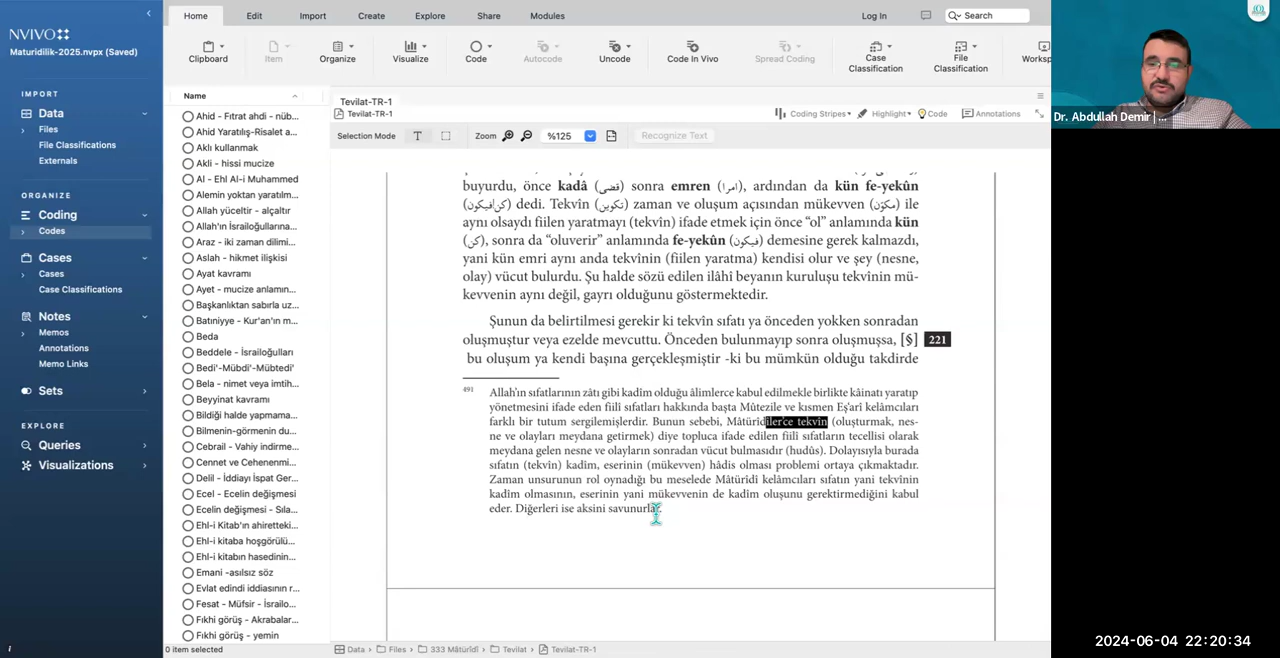 NVIVO
Maturidilik-2025.nvpx (Saved)
IMPORT
Data
Files
File Classifications
Externals
ORGANIZE
Coding
Codes
Cases
Cases
Case Classifications
Notes
Memos
Annotations
Memo Links
Sets
EXPLORE
Queries
Visualizations
Home Edit Import Create Explore Share Modules Log In Search
Clipboard Item Organize Visualize Code Autocode Uncode Code In Vivo Spread Coding Case Classification File Classification Worksp
Name
Ahid - Fıtrat ahdi - nüb...
Ahid Yaratılış-Risalet a...
Aklı kullanmak
Akli - hissi mucize
Al - Ehl Al-i Muhammed
Alemin yoktan yaratılm...
Allah yüceltir - alçaltır
Allah'ın İsrailoğullarına...
Araz - iki zaman dilimi...
Aslah - hikmet ilişkisi
Ayat kavramı
Ayet - mucize anlamın...
Başkanlıktan sabırla uz...
Batıniyye - Kur'an'ın m...
Beda
Beddele - İsrailoğulları
Bedi'-Mübdi'-Mübtedi'
Bela - nimet veya imtih...
Beyyinat kavramı
Bildiği halde yapmama...
Bilmenin-görmenin du...
Cebrail - Vahiy indirme...
Cennet ve Cehennemi...
Delil - İddiayı İspat Ger...
Ecel - Ecelin değişmesi
Ecelin değişmesi - Sıla...
Ehl-i Kitab'ın ahiretteki...
Ehl-i kitaba hoşgörülü...
Ehl-i kitabın hasedinin...
Emani -asılsız söz
Evlat edindi iddiasının r...
Fesat - Müfsir - İsrailo...
Fıkhi görüş - Akrabalar...
Fıkhi görüş - yemin
0 item selected
Tevilat-TR-1
Tevilat-TR-1
Coding Stripes Highlight Code Annotations
Selection Mode T Zoom %125 Recognize Text
buyurdu, önce kadâ (قضى) sonra emren (امرا), ardından da kün fe-yekûn
(كن فيكون) dedi. Tekvîn (تكوين) zaman ve oluşum açısından mükevven (مكوّن) ile
aynı olsaydı fiilen yaratmayı (tekvîn) ifade etmek için önce “ol” anlamında kün
(كن), sonra da “oluverir” anlamında fe-yekûn (فيكون) demesine gerek kalmazdı,
yani kün emri aynı anda tekvînin (fiilen yaratma) kendisi olur ve şey (nesne,
olay) vücut bulurdu. Şu halde sözü edilen ilâhî beyanın kuruluşu tekvînin mü-
kevvenin aynı değil, gayrı olduğunu göstermektedir.
Şunun da belirtilmesi gerekir ki tekvîn sıfatı ya önceden yokken sonradan
oluşmuştur veya ezelde mevcuttu. Önceden bulunmayıp sonra oluşmuşsa, [§] 221
bu oluşum ya kendi başına gerçekleşmiştir -ki bu mümkün olduğu takdirde
491 Allah'ın sıfatlarının zâtı gibi kadîm olduğu âlimlerce kabul edilmekle birlikte kâinatı yaratıp
yönetmesini ifade eden fiilî sıfatları hakkında başta Mûtezile ve kısmen Eş'arî kelâmcıları
farklı bir tutum sergilemişlerdir. Bunun sebebi, Mâtürîdîler'ce tekvîn (oluşturmak, nes-
ne ve olayları meydana getirmek) diye topluca ifade edilen fiilî sıfatların tecellisi olarak
meydana gelen nesne ve olayların sonradan vücut bulmasıdır (hudûs). Dolayısıyla burada
sıfatın (tekvîn) kadîm, eserinin (mükevven) hâdis olması problemi ortaya çıkmaktadır.
Zaman unsurunun rol oynadığı bu meselede Mâtürîdî kelâmcıları sıfatın yani tekvînin
kadîm olmasının, eserinin yani mükevvenin de kadîm oluşunu gerektirmediğini kabul
eder. Diğerleri ise aksini savunurlar.
Data Files 333 Mâtürîdî Tevilat Tevilat-TR-1
Dr. Abdullah Demir | ...
2024-06-04 22:20:34